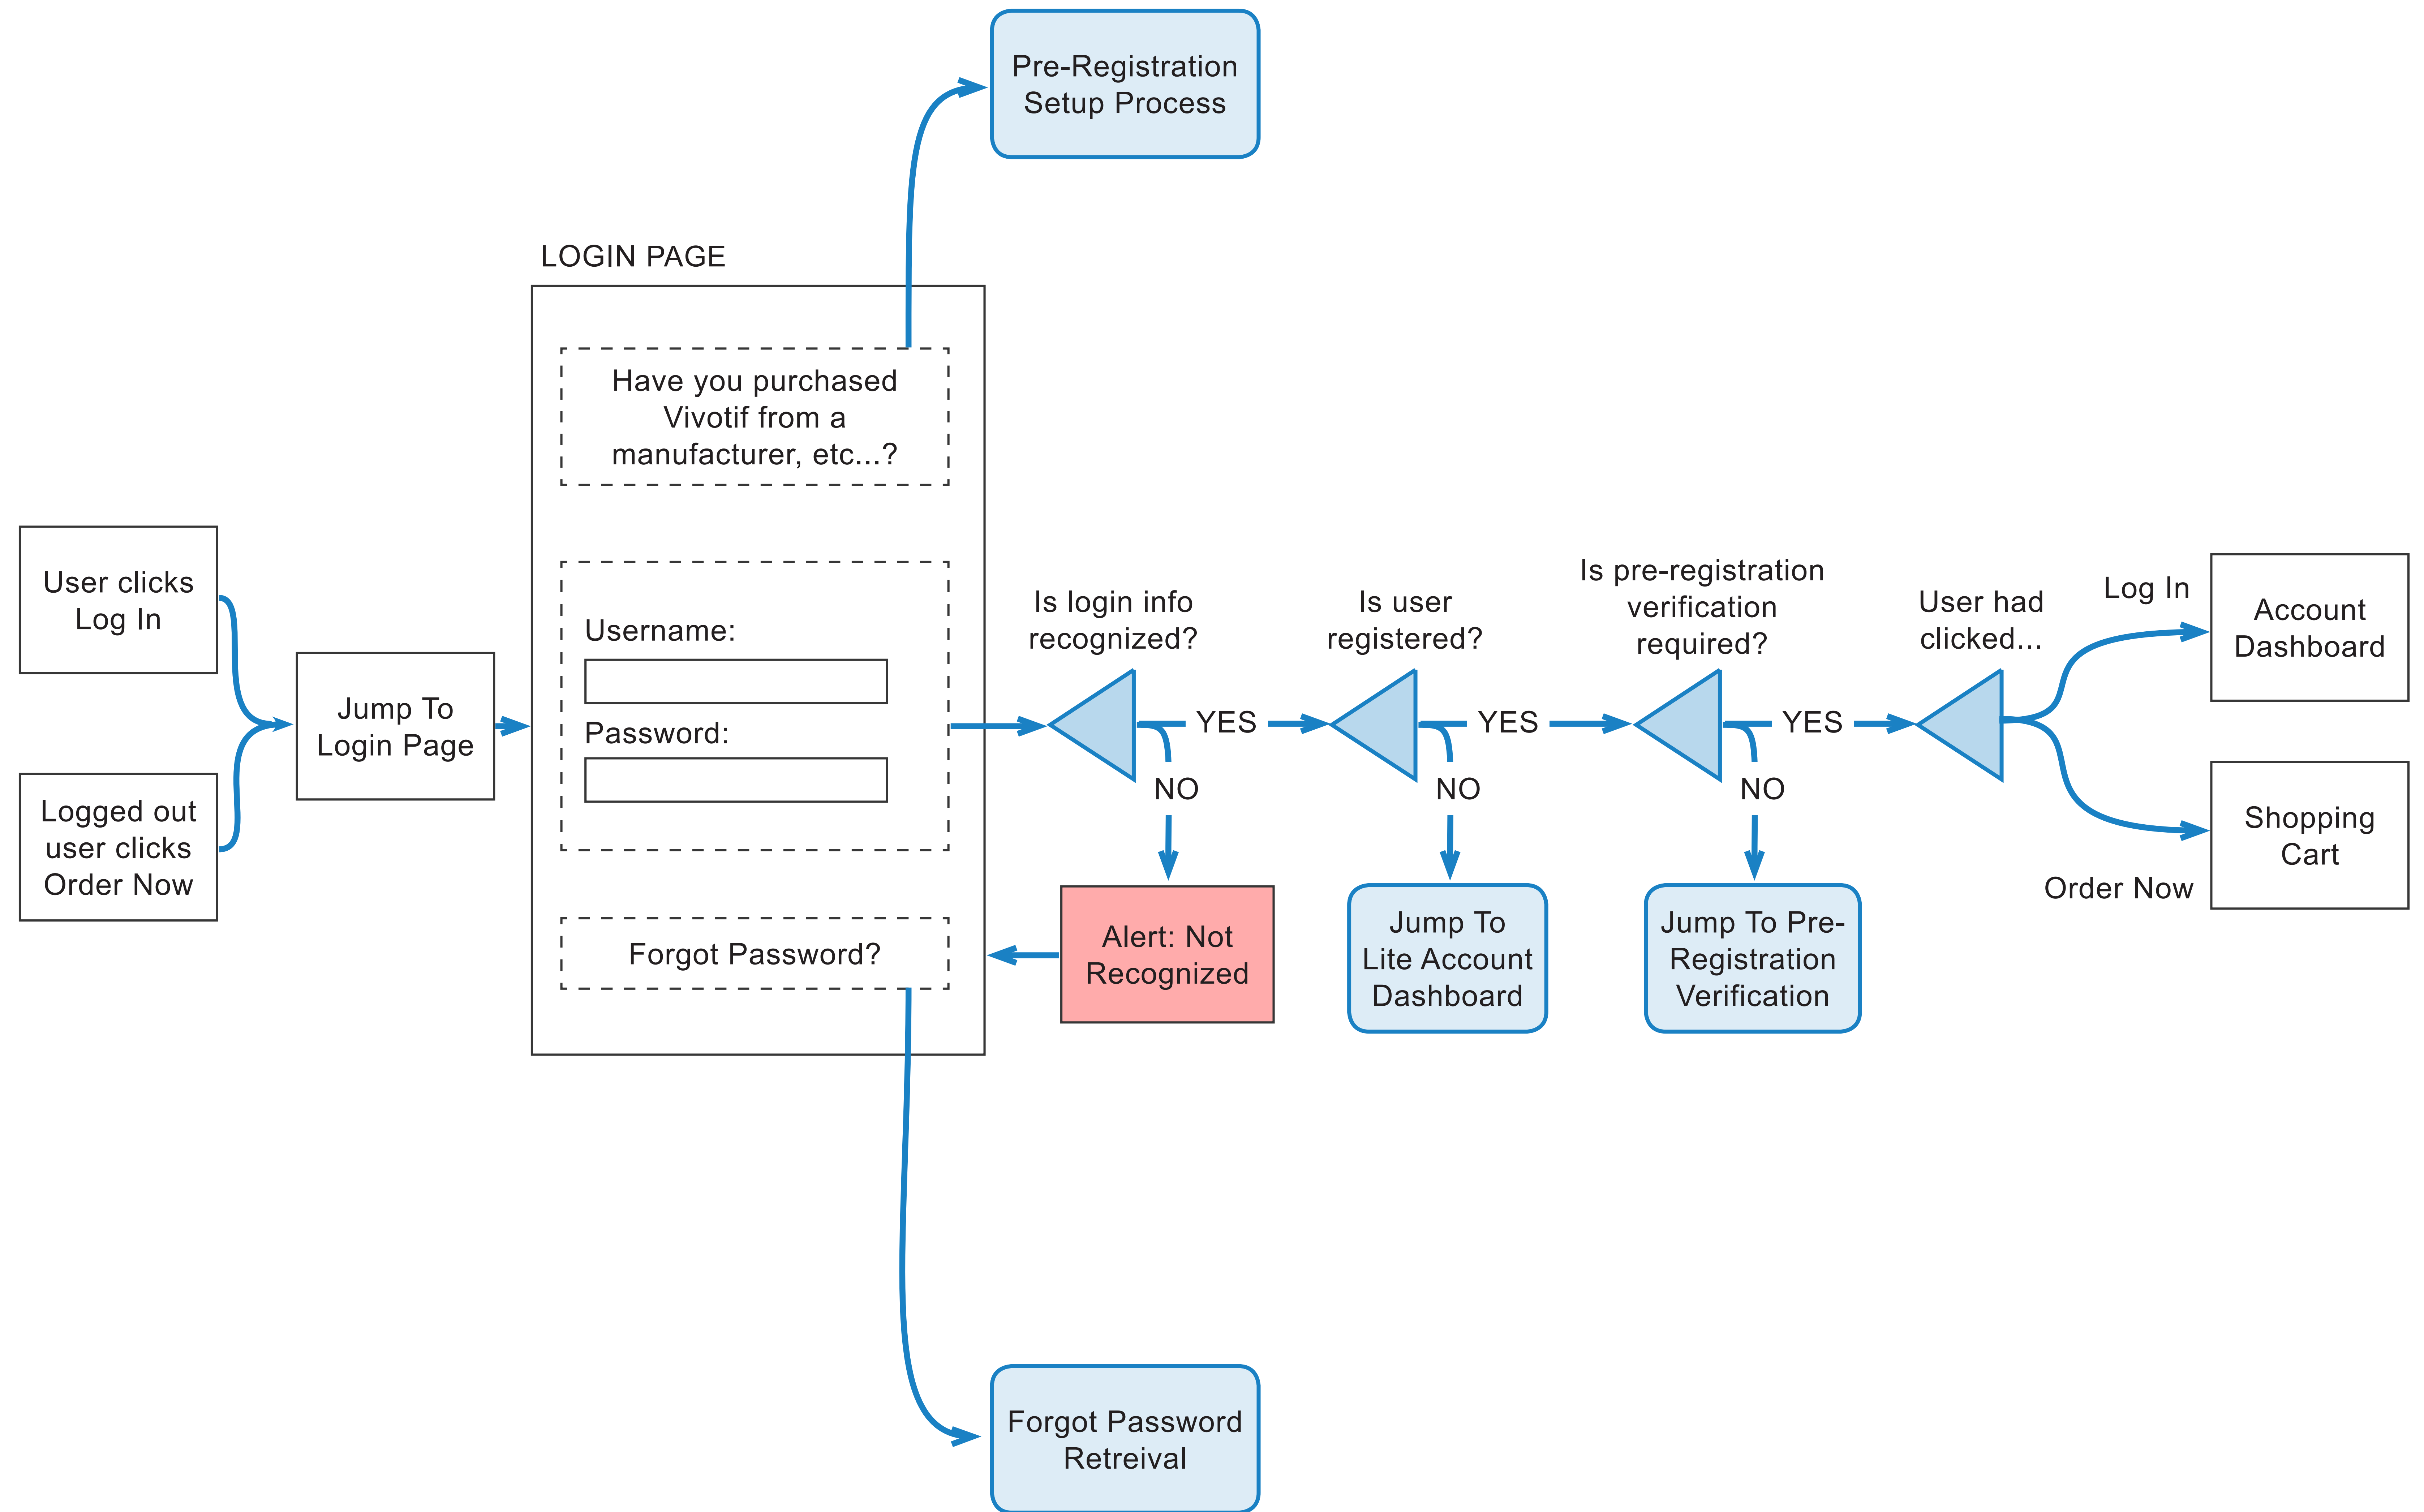 Pre-Registration
Setup Process
LOGIN PAGE
Have you purchased
Vivotif from a
manufacturer, etc...?
User clicks
Log In
Logged out
user clicks
Order Now
Jump To
Login Page
Username:
Password:
Forgot Password?
Is login info
recognized?
YES
NO
Alert: Not
Recognized
Is user
registered?
YES
NO
Jump To
Lite Account
Dashboard
Is pre-registration
verification
required?
YES
NO
Jump To Pre-
Registration
Verification
User had
clicked...
Log In
Account
Dashboard
Order Now
Shopping
Cart
Forgot Password
Retreival